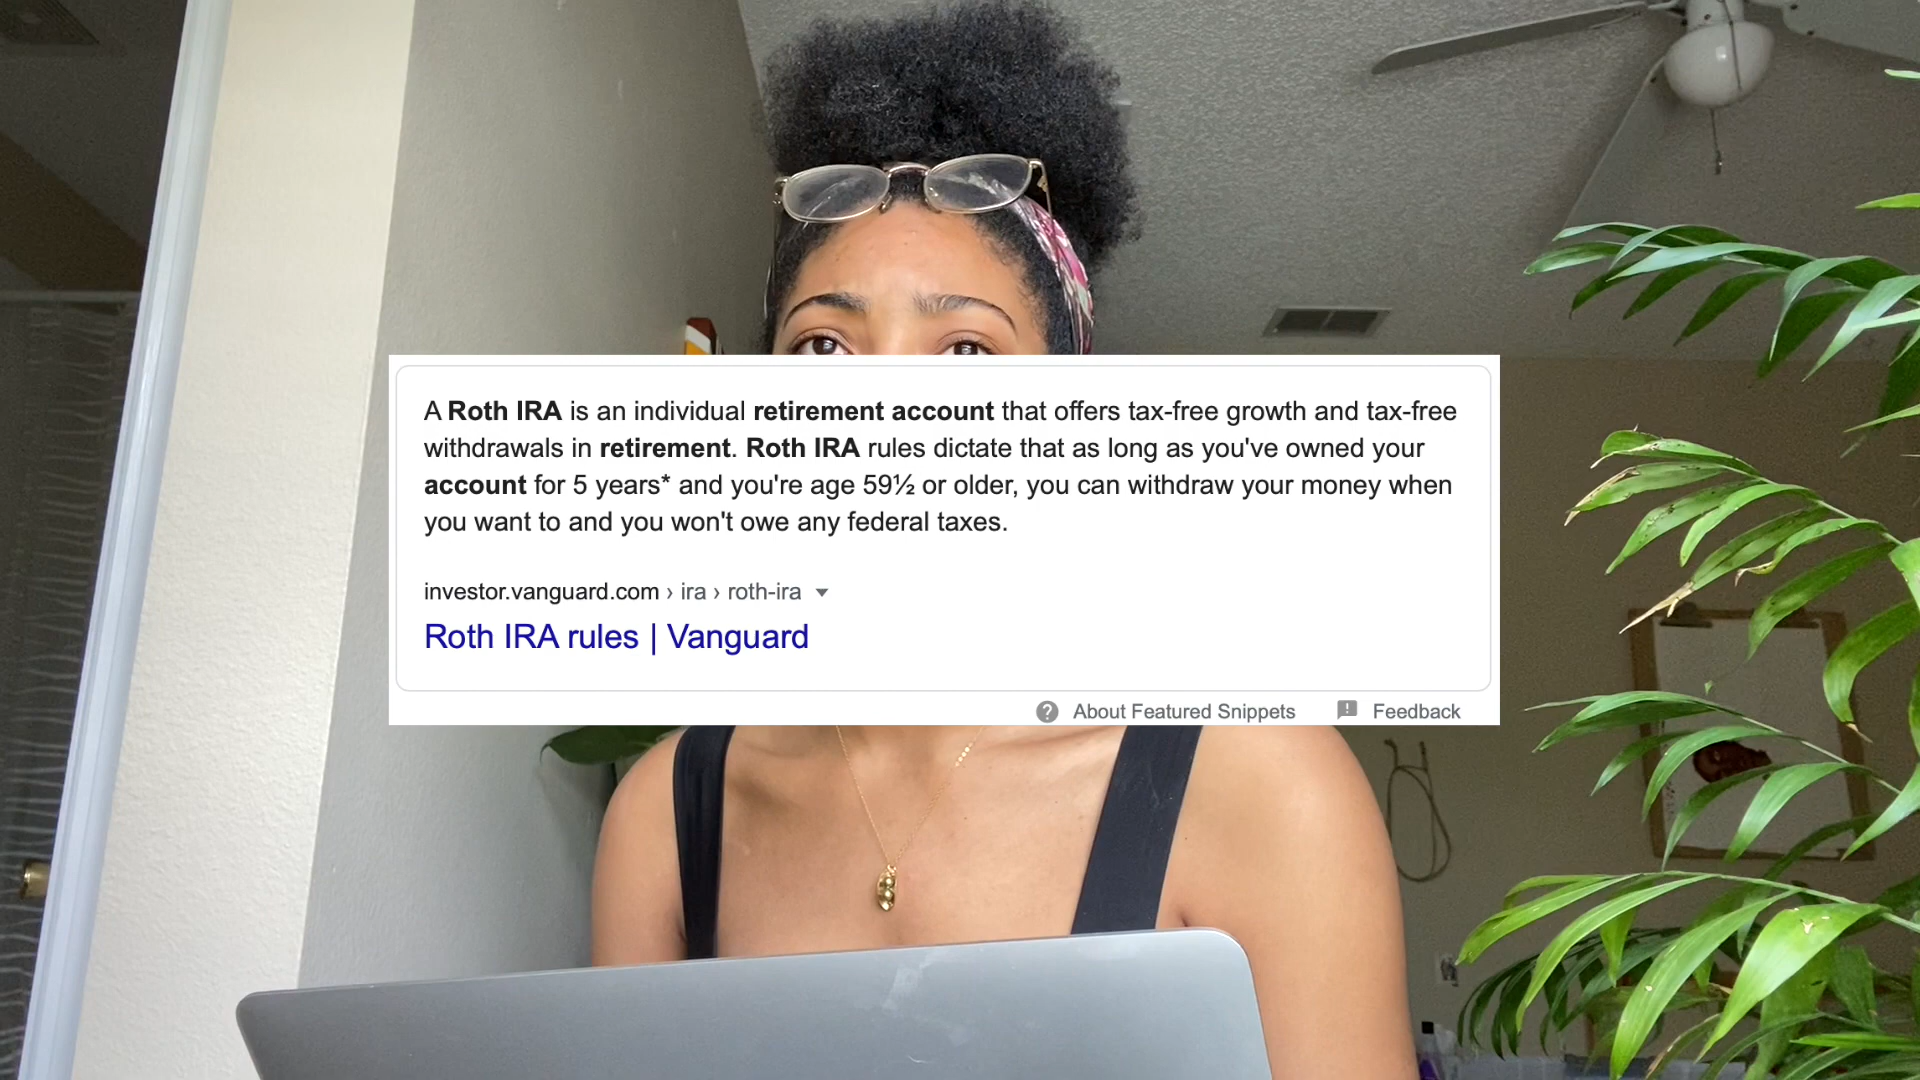 A Roth IRA is an individual retirement account that offers tax-free growth and tax-free
withdrawals in retirement. Roth IRA rules dictate that as long as you've owned your
account for 5 years* and you're age 59½ or older, you can withdraw your money when
you want to and you won't owe any federal taxes.
investor.vanguard.com › ira › roth-ira
Roth IRA rules | Vanguard
About Featured Snippets Feedback